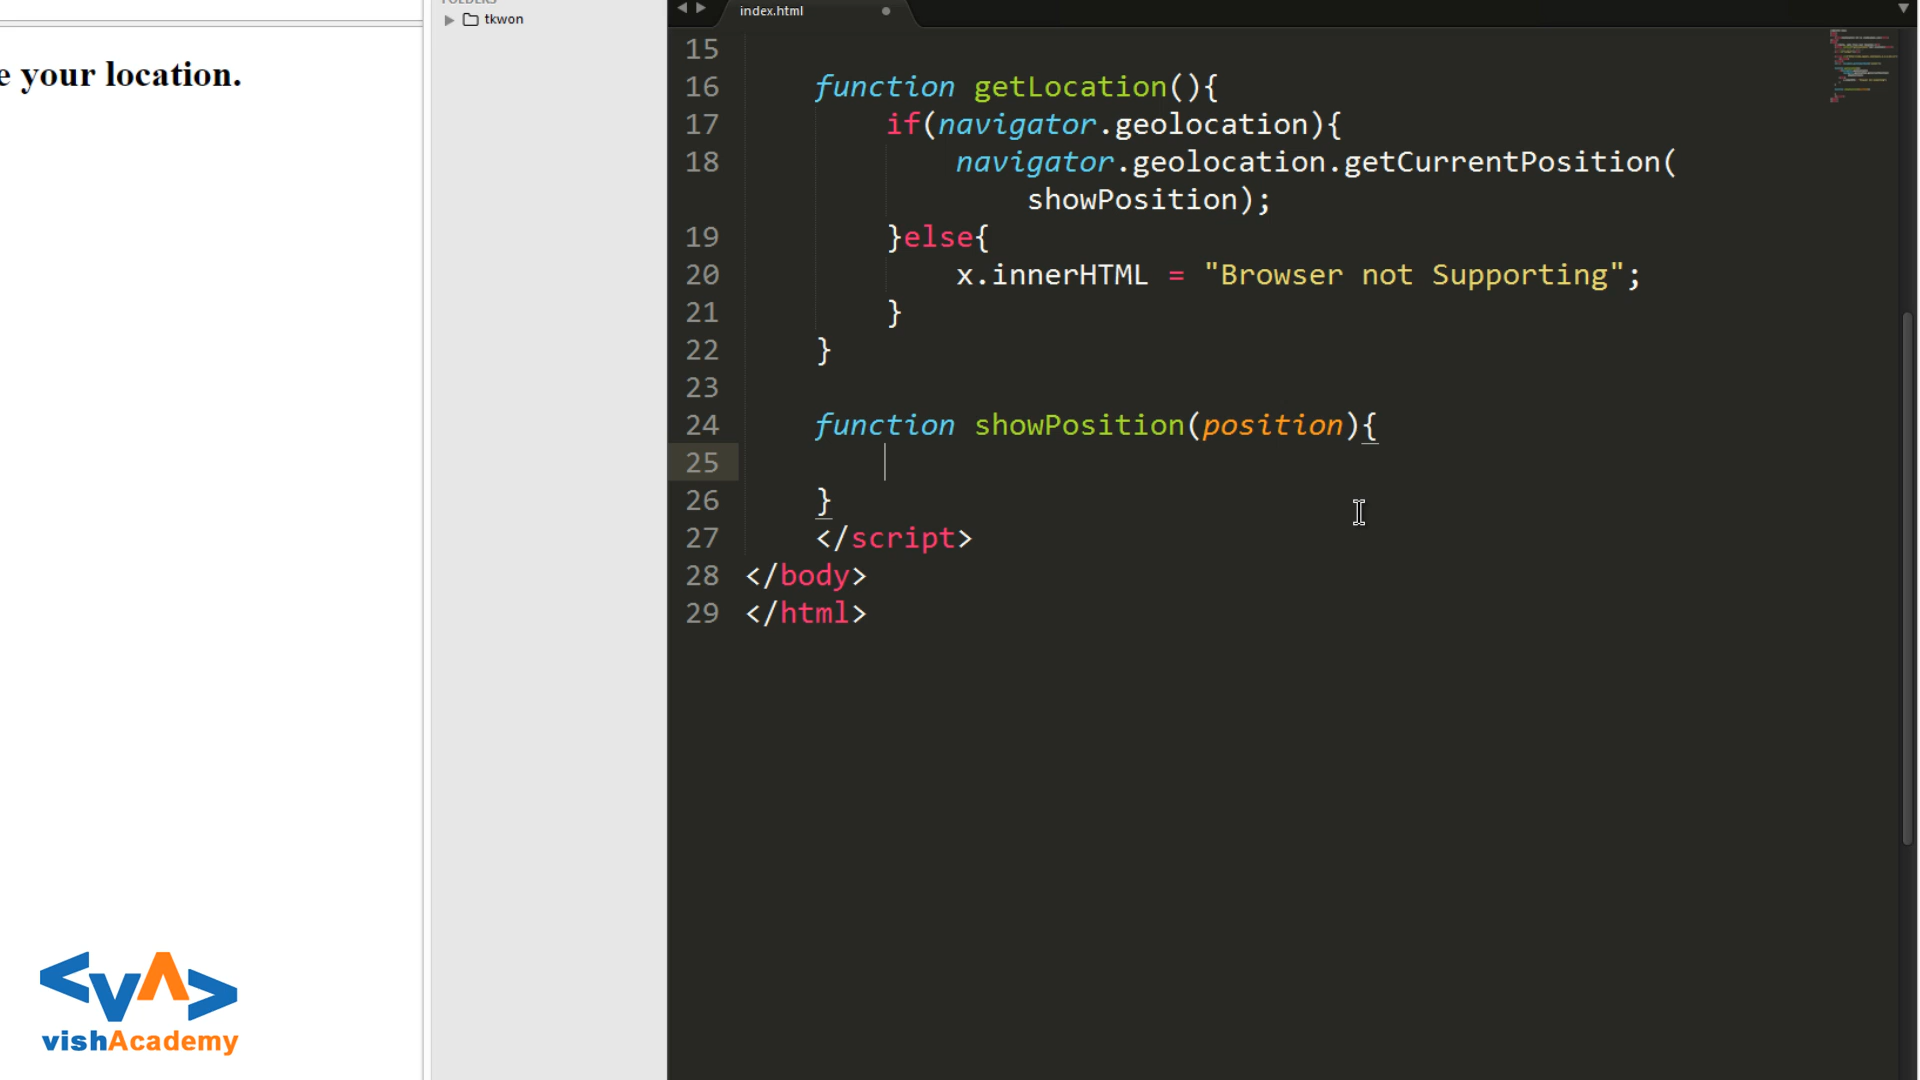 FOLDERS
tkwon
index.html
e your location.
15
16 function getLocation(){
17 if(navigator.geolocation){
18 navigator.geolocation.getCurrentPosition(
showPosition);
19 }else{
20 x.innerHTML = "Browser not Supporting";
21 }
22 }
23
24 function showPosition(position){
25
26 }
27 </script>
28 </body>
29 </html>
<VA>
vishAcademy